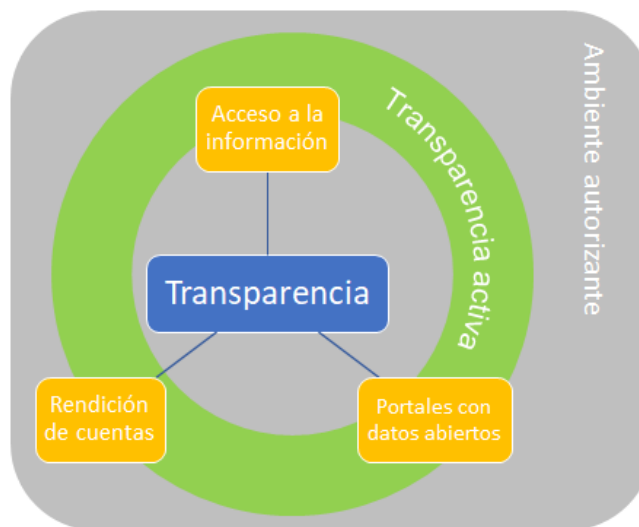 Ambiente autorizante
Transparencia activa
Acceso a la
información
Transparencia
Rendición
de cuentas
Portales con
datos abiertos